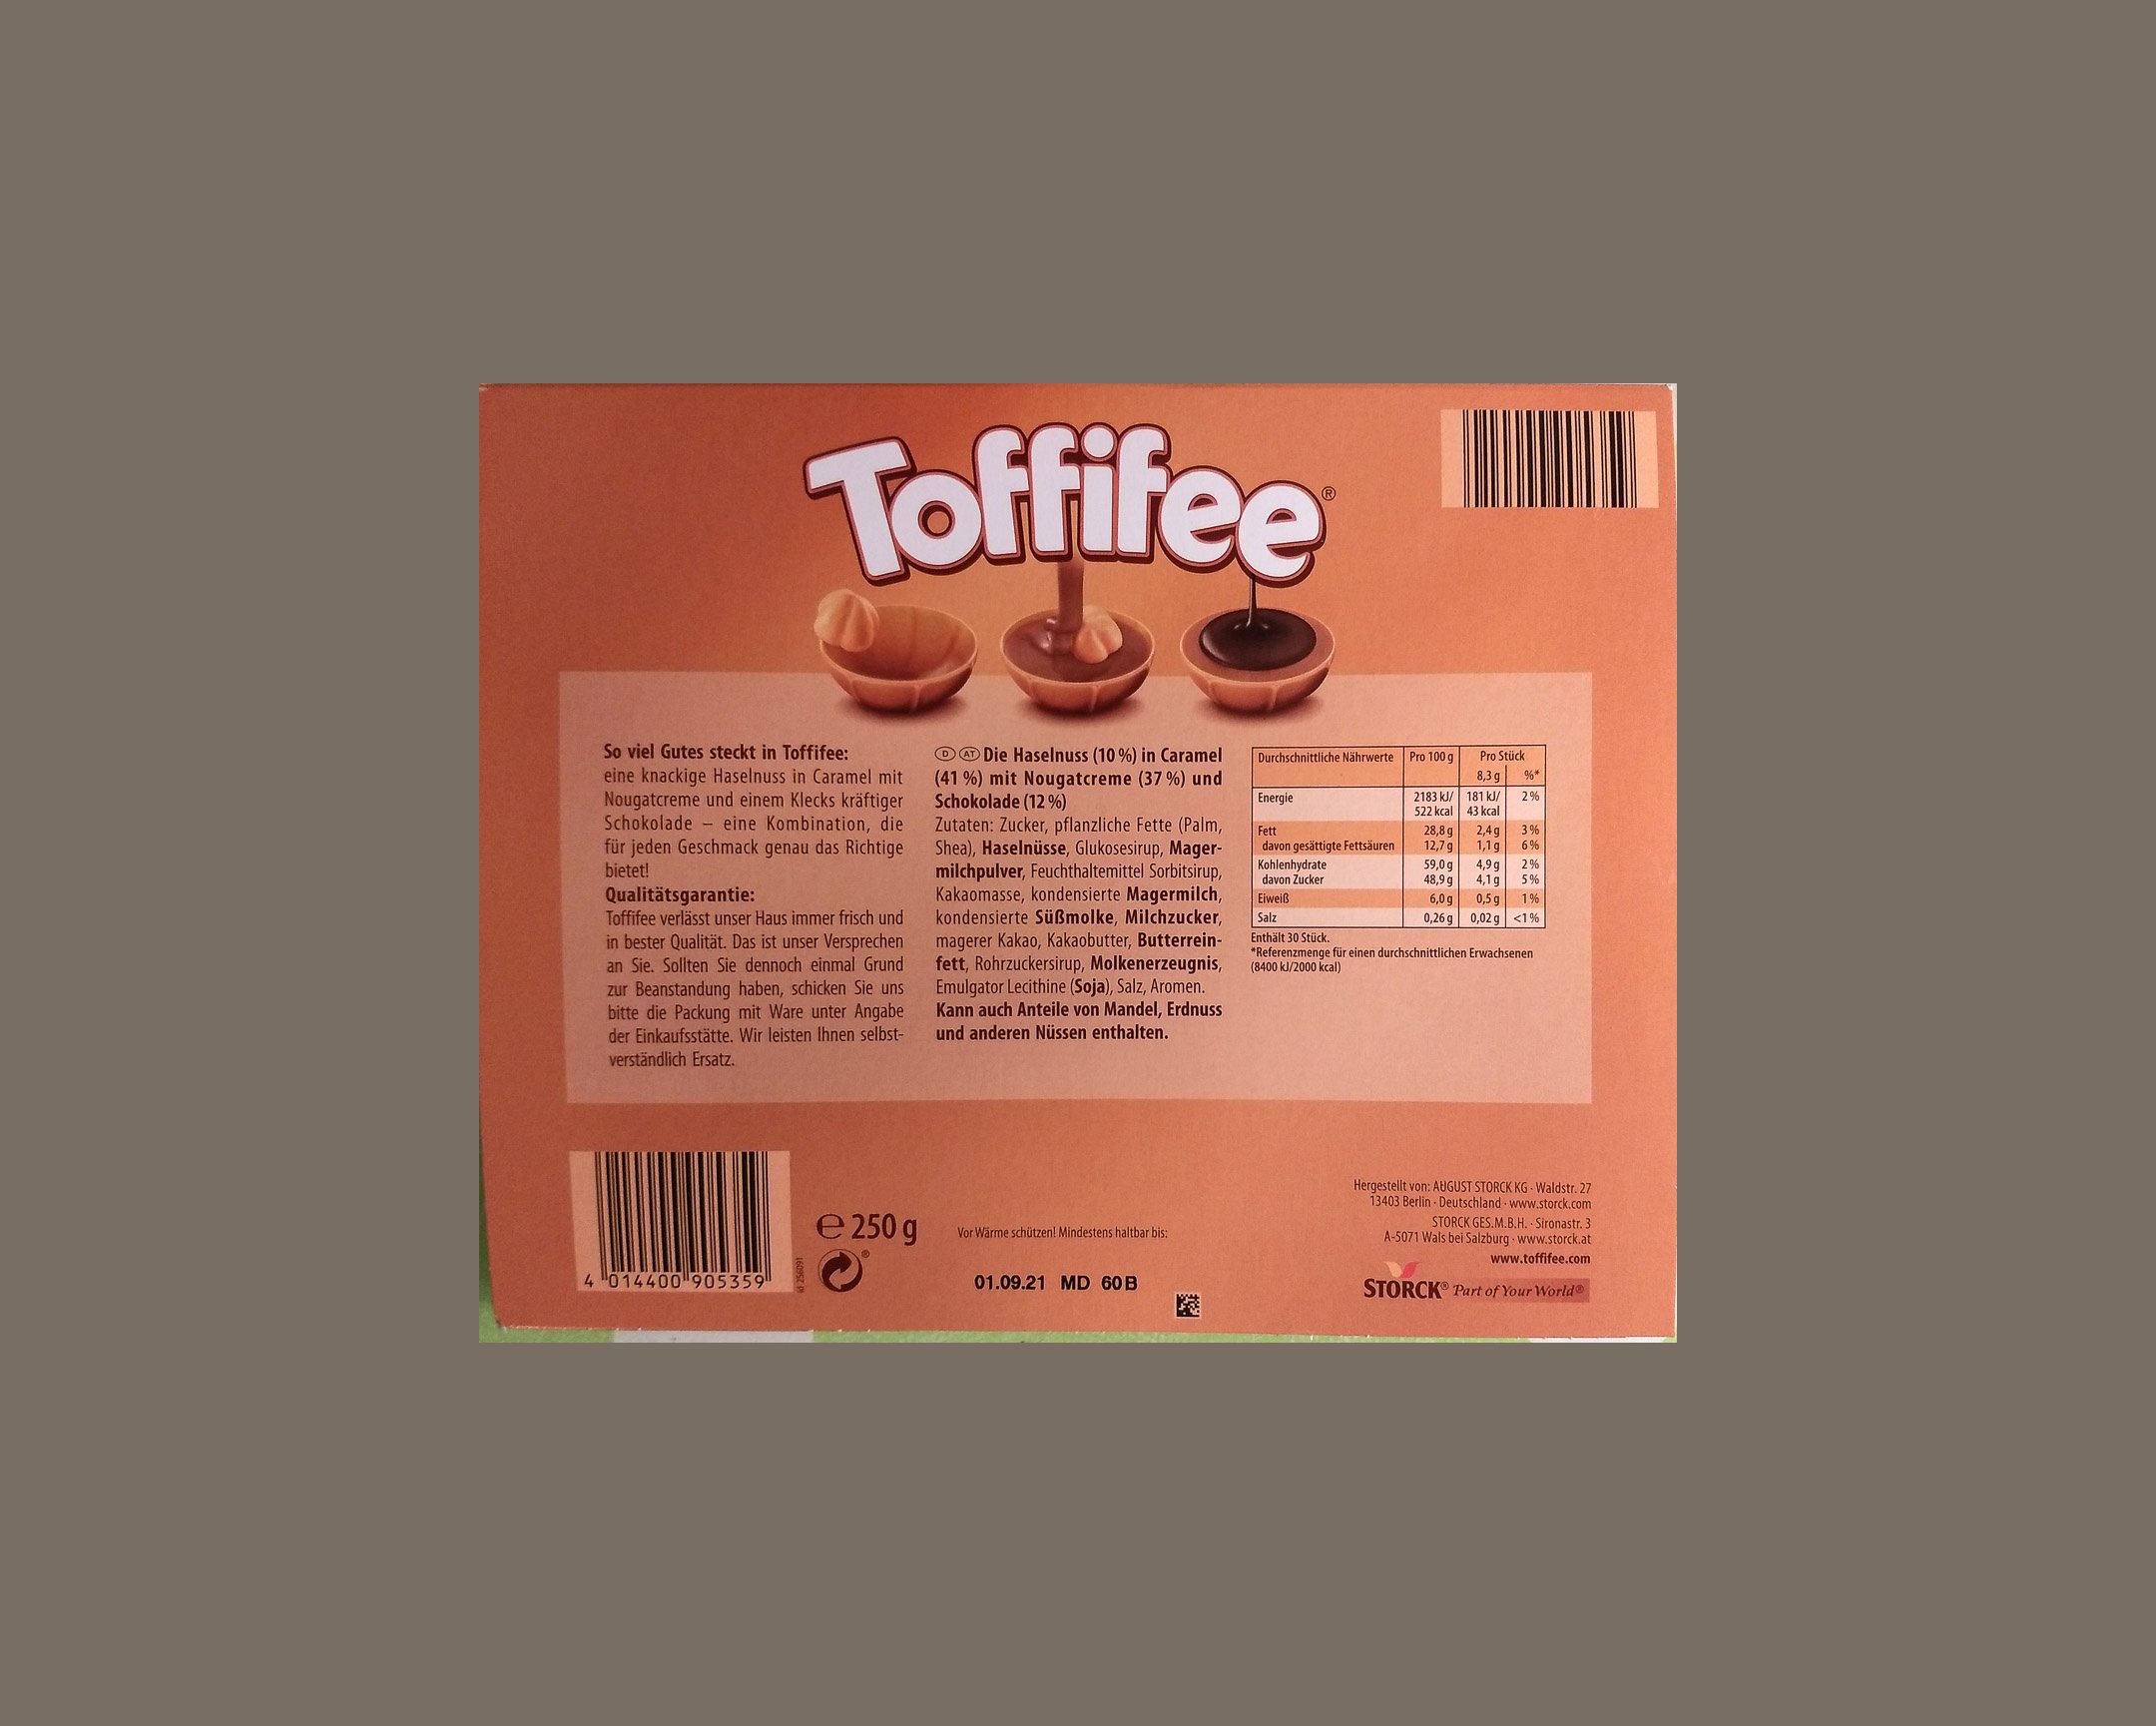 Toffifee®
So viel Gutes steckt in Toffifee:
eine knackige Haselnuss in Caramel mit
Nougatcreme und einem Klecks kräftiger
Schokolade – eine Kombination, die
für jeden Geschmack genau das Richtige
bietet!
Qualitätsgarantie:
Toffifee verlässt unser Haus immer frisch und
in bester Qualität. Das ist unser Versprechen
an Sie. Sollten Sie dennoch einmal Grund
zur Beanstandung haben, schicken Sie uns
bitte die Packung mit Ware unter Angabe
der Einkaufsstätte. Wir leisten Ihnen selbst-
verständlich Ersatz.
D AT Die Haselnuss (10 %) in Caramel
(41 %) mit Nougatcreme (37 %) und
Schokolade (12 %)
Zutaten: Zucker, pflanzliche Fette (Palm,
Shea), Haselnüsse, Glukosesirup, Mager-
milchpulver, Feuchthaltemittel Sorbitsirup,
Kakaomasse, kondensierte Magermilch,
kondensierte Süßmolke, Milchzucker,
magerer Kakao, Kakaobutter, Butterrein-
fett, Rohrzuckersirup, Molkenerzeugnis,
Emulgator Lecithine (Soja), Salz, Aromen.
Kann auch Anteile von Mandel, Erdnuss
und anderen Nüssen enthalten.
Durchschnittliche Nährwerte Pro 100 g Pro Stück
8,3 g %*
Energie 2183 kJ/ 181 kJ/ 2 %
522 kcal 43 kcal
Fett 28,8 g 2,4 g 3 %
davon gesättigte Fettsäuren 12,7 g 1,1 g 6 %
Kohlenhydrate 59,0 g 4,9 g 2 %
davon Zucker 48,9 g 4,1 g 5 %
Eiweiß 6,0 g 0,5 g 1 %
Salz 0,26 g 0,02 g <1 %
Enthält 30 Stück.
*Referenzmenge für einen durchschnittlichen Erwachsenen
(8400 kJ/2000 kcal)
4 014400 905359
e 250 g
Vor Wärme schützen! Mindestens haltbar bis:
01.09.21 MD 60B
Hergestellt von: AUGUST STORCK KG · Waldstr. 27
13403 Berlin · Deutschland · www.storck.com
STORCK GES.M.B.H. · Sironastr. 3
A-5071 Wals bei Salzburg · www.storck.at
www.toffifee.com
STORCK® Part of Your World®